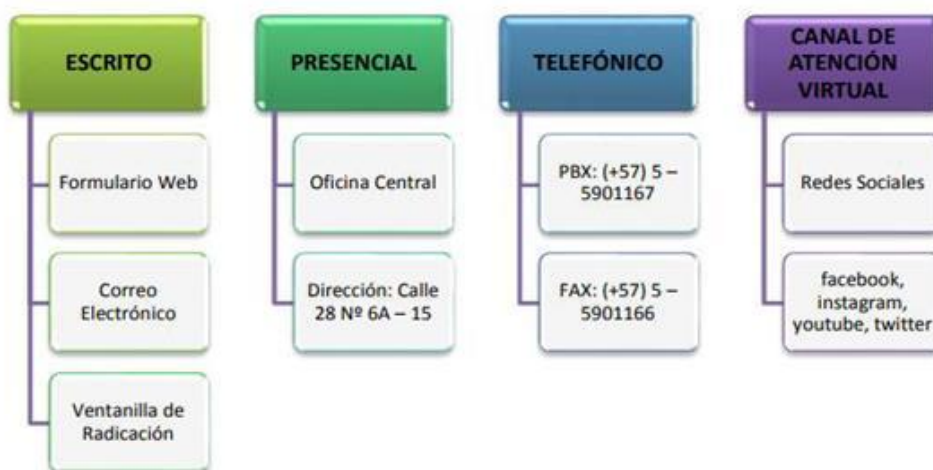 ESCRITO
Formulario Web
Correo
Electrónico
Ventanilla de
Radicación
PRESENCIAL
Oficina Central
Dirección: Calle
28 Nº 6A – 15
TELEFÓNICO
PBX: (+57) 5 –
5901167
FAX: (+57) 5 –
5901166
CANAL DE
ATENCIÓN
VIRTUAL
Redes Sociales
facebook,
instagram,
youtube, twitter